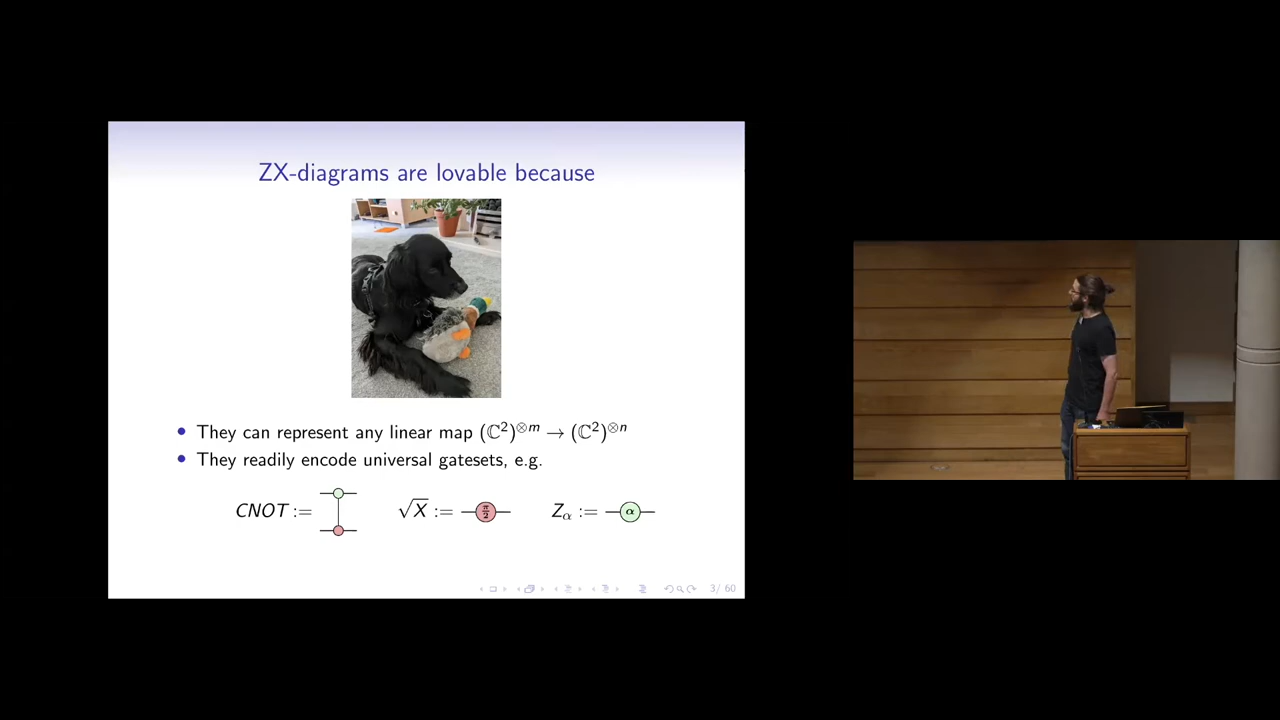 ZX-diagrams are lovable because
• They can represent any linear map (ℂ²)^⊗m → (ℂ²)^⊗n
• They readily encode universal gatesets, e.g.
CNOT := √X := π/2 Z_α := α
3/ 60